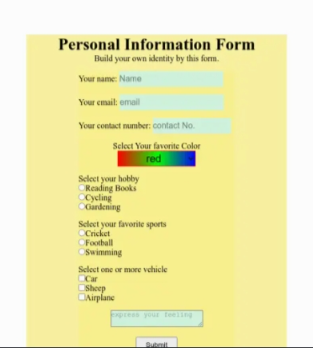 Personal Information Form
Build your own identity by this form.
Your name: Name
Your email: email
Your contact number: contact No.
Select Your favorite Color
red
Select your hobby
Reading Books
Cycling
Gardening
Select your favorite sports
Cricket
Football
Swimming
Select one or more vehicle
Car
Sheep
Airplane
express your feeling
Submit